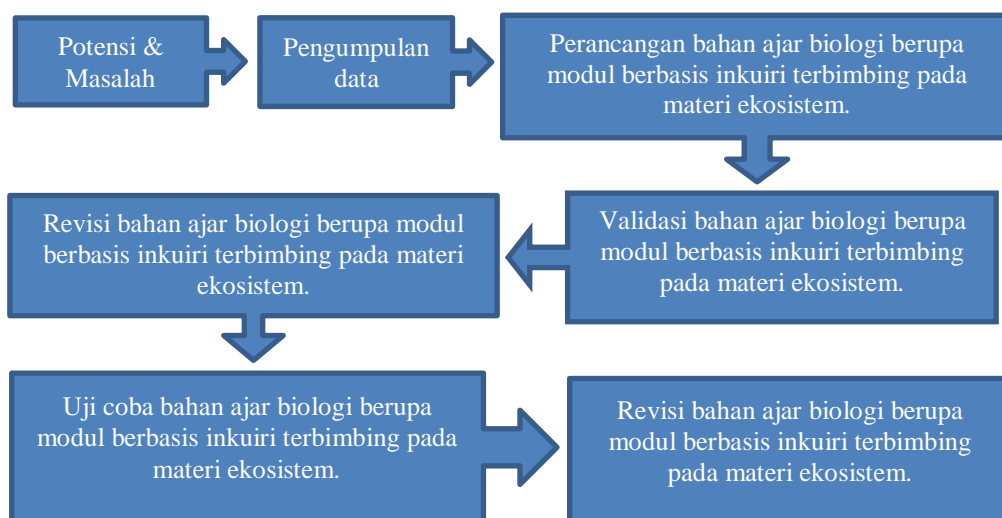 Potensi &
Masalah
Pengumpulan
data
Perancangan bahan ajar biologi berupa
modul berbasis inkuiri terbimbing pada
materi ekosistem.
Validasi bahan ajar biologi berupa
modul berbasis inkuiri terbimbing
pada materi ekosistem.
Revisi bahan ajar biologi berupa modul
berbasis inkuiri terbimbing pada materi
ekosistem.
Uji coba bahan ajar biologi berupa
modul berbasis inkuiri terbimbing pada
materi ekosistem.
Revisi bahan ajar biologi berupa
modul berbasis inkuiri terbimbing
pada materi ekosistem.